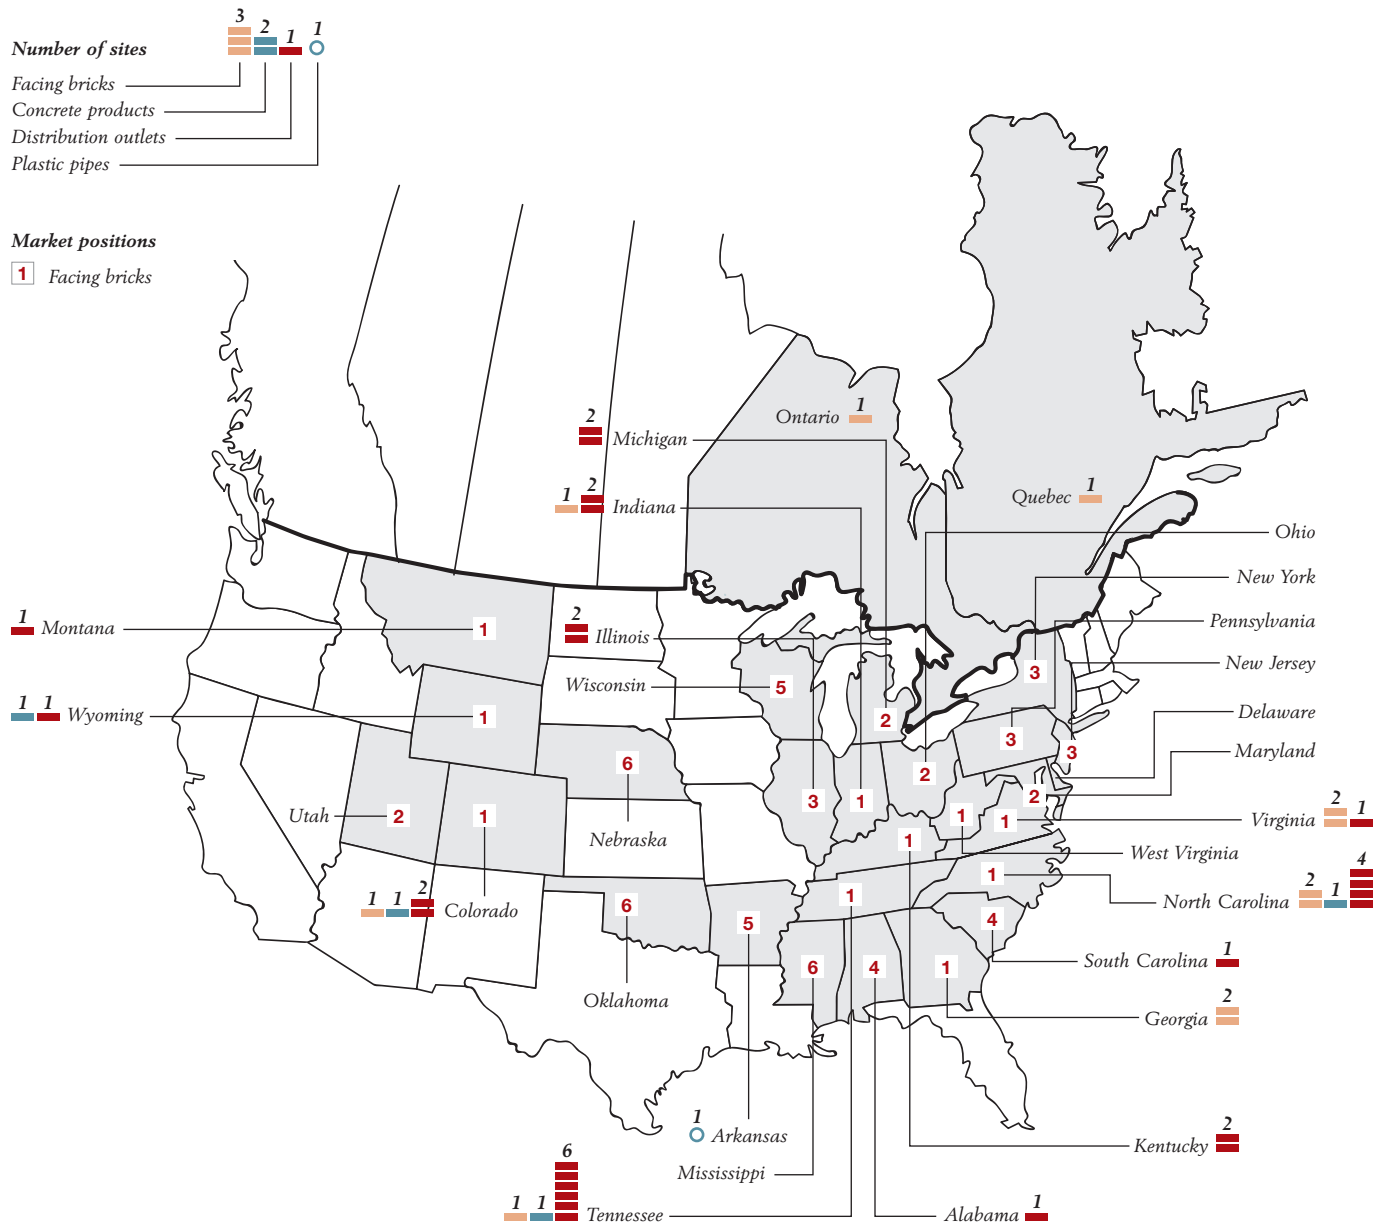 3
2
1
1
Number of sites
Facing bricks
Concrete products
Distribution outlets
Plastic pipes
Market positions
1 Facing bricks
1
Ontario
2
Michigan
1 2
Indiana
1
Quebec
Ohio
New York
Pennsylvania
New Jersey
Delaware
Maryland
1
Montana
1
2
Illinois
Wisconsin
5
3
2
1 1
Wyoming
1
3
3
6
2
2
Utah
2
1
Nebraska
3
1
1
1
1
2 1
Virginia
West Virginia
1 1 2
Colorado
6
5
1
1
4
2 1 4
North Carolina
6
4
1
1
South Carolina
Oklahoma
2
Georgia
1
Arkansas
2
Kentucky
Mississippi
1 1 6
Tennessee
1
Alabama